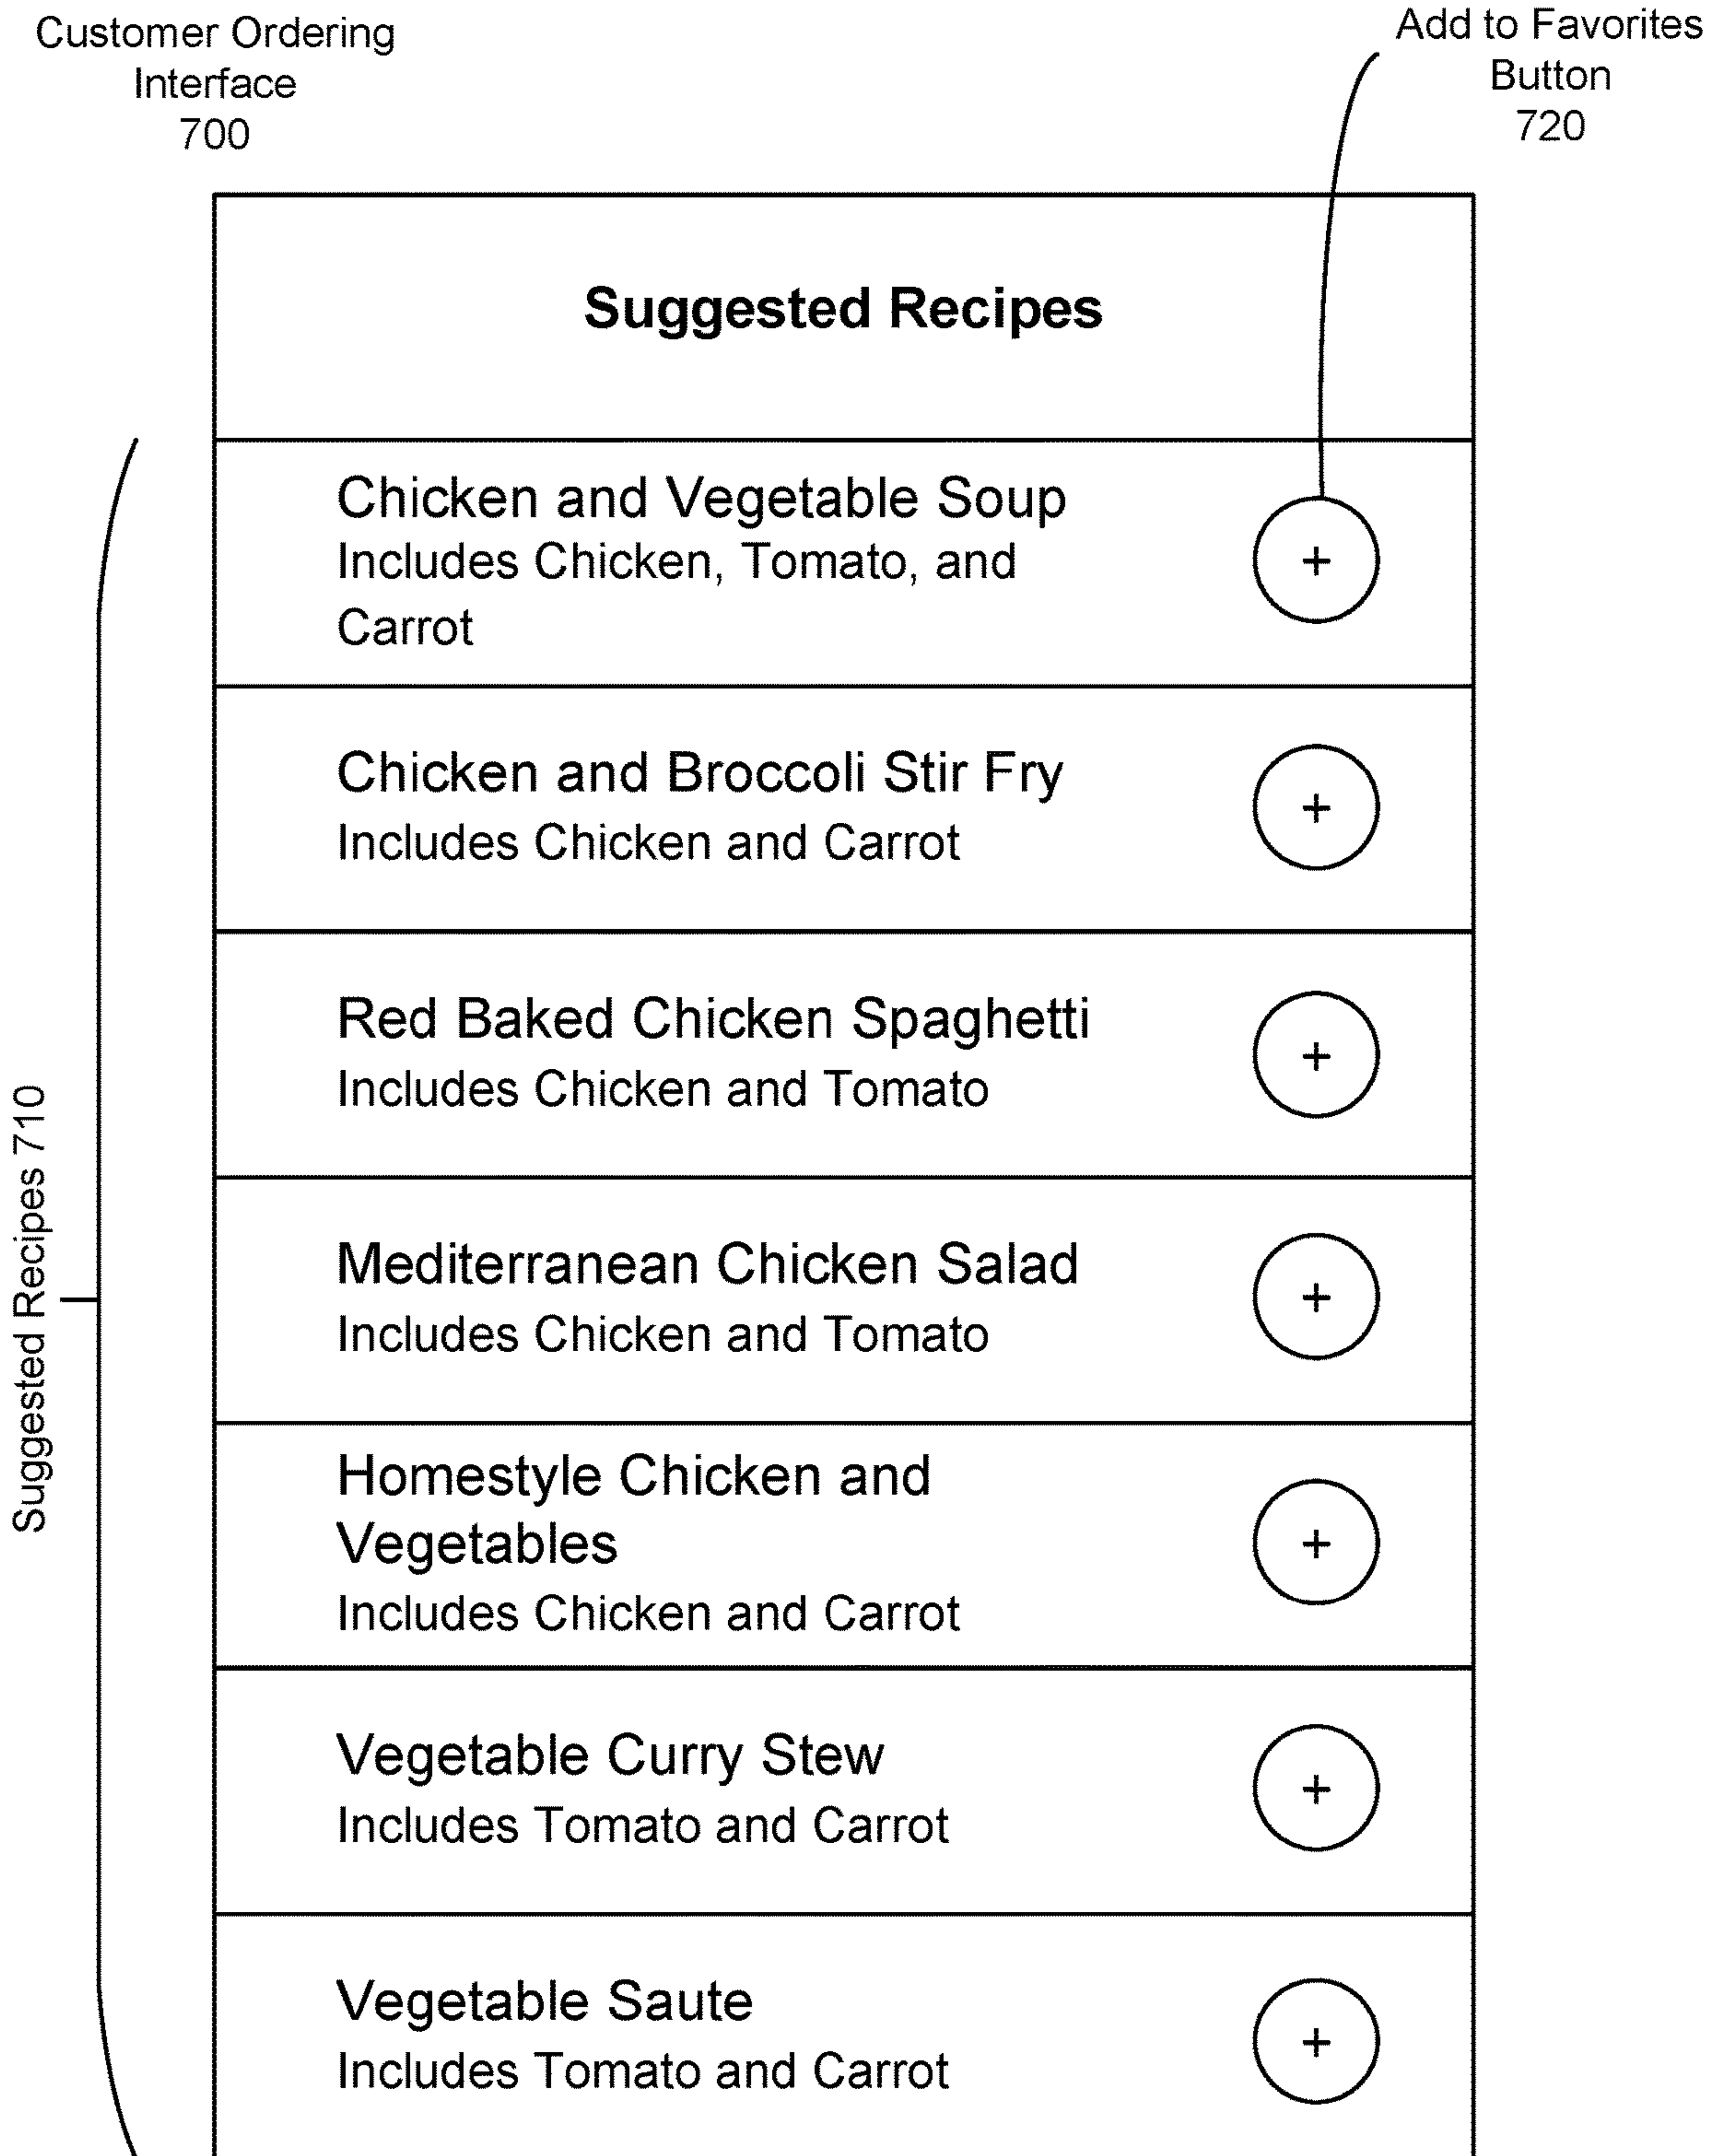 Customer Ordering
Interface
700
Add to Favorites
Button
720
Suggested Recipes
Suggested Recipes 710
Chicken and Vegetable Soup
Includes Chicken, Tomato, and
Carrot
+
Chicken and Broccoli Stir Fry
Includes Chicken and Carrot
+
Red Baked Chicken Spaghetti
Includes Chicken and Tomato
+
Mediterranean Chicken Salad
Includes Chicken and Tomato
+
Homestyle Chicken and
Vegetables
Includes Chicken and Carrot
+
Vegetable Curry Stew
Includes Tomato and Carrot
+
Vegetable Saute
Includes Tomato and Carrot
+